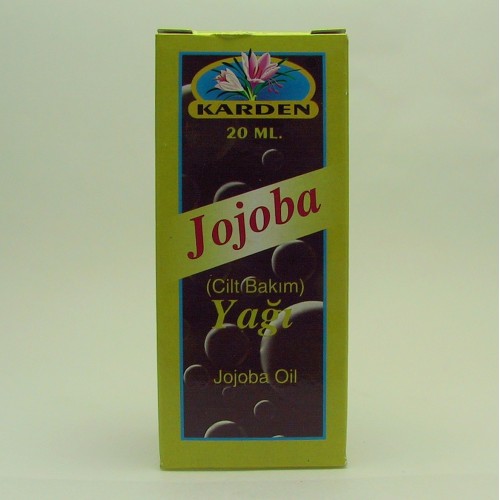 KARDEN
20 ML.
Jojoba
(Cilt Bakım)
Yağı
Jojoba Oil